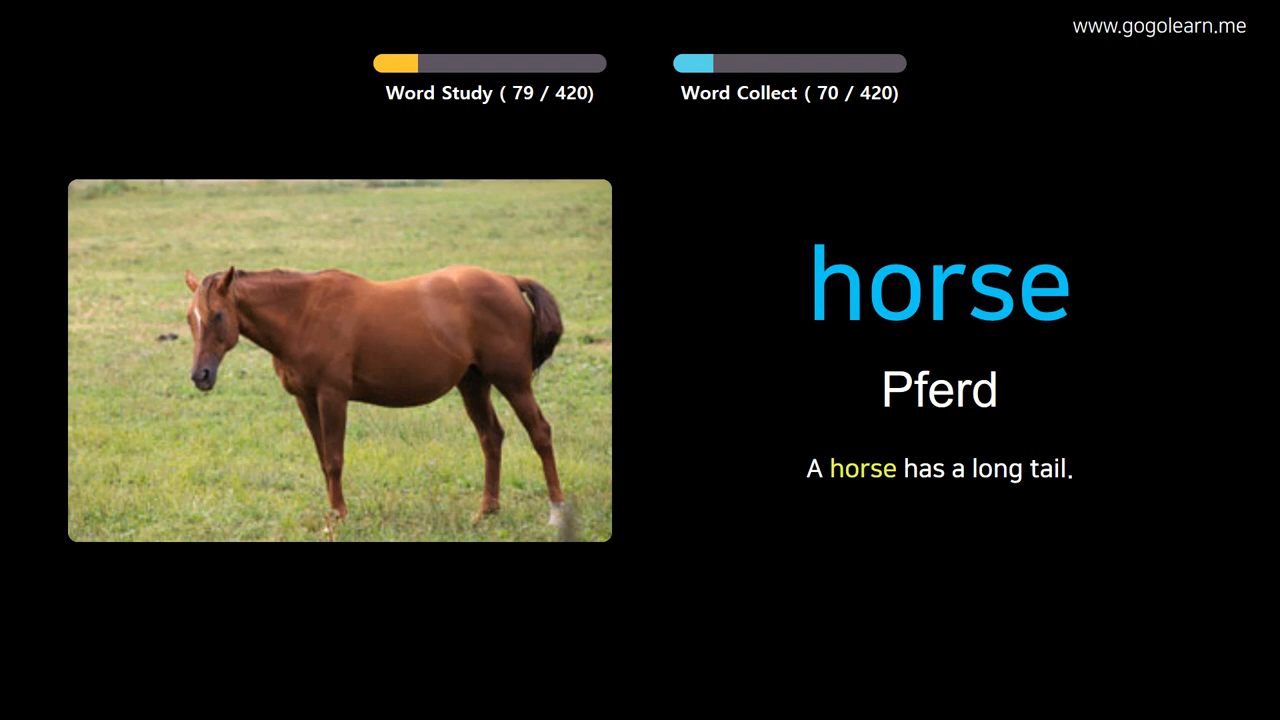 www.gogolearn.me
Word Study ( 79 / 420)
Word Collect ( 70 / 420)
horse
Pferd
A horse has a long tail.